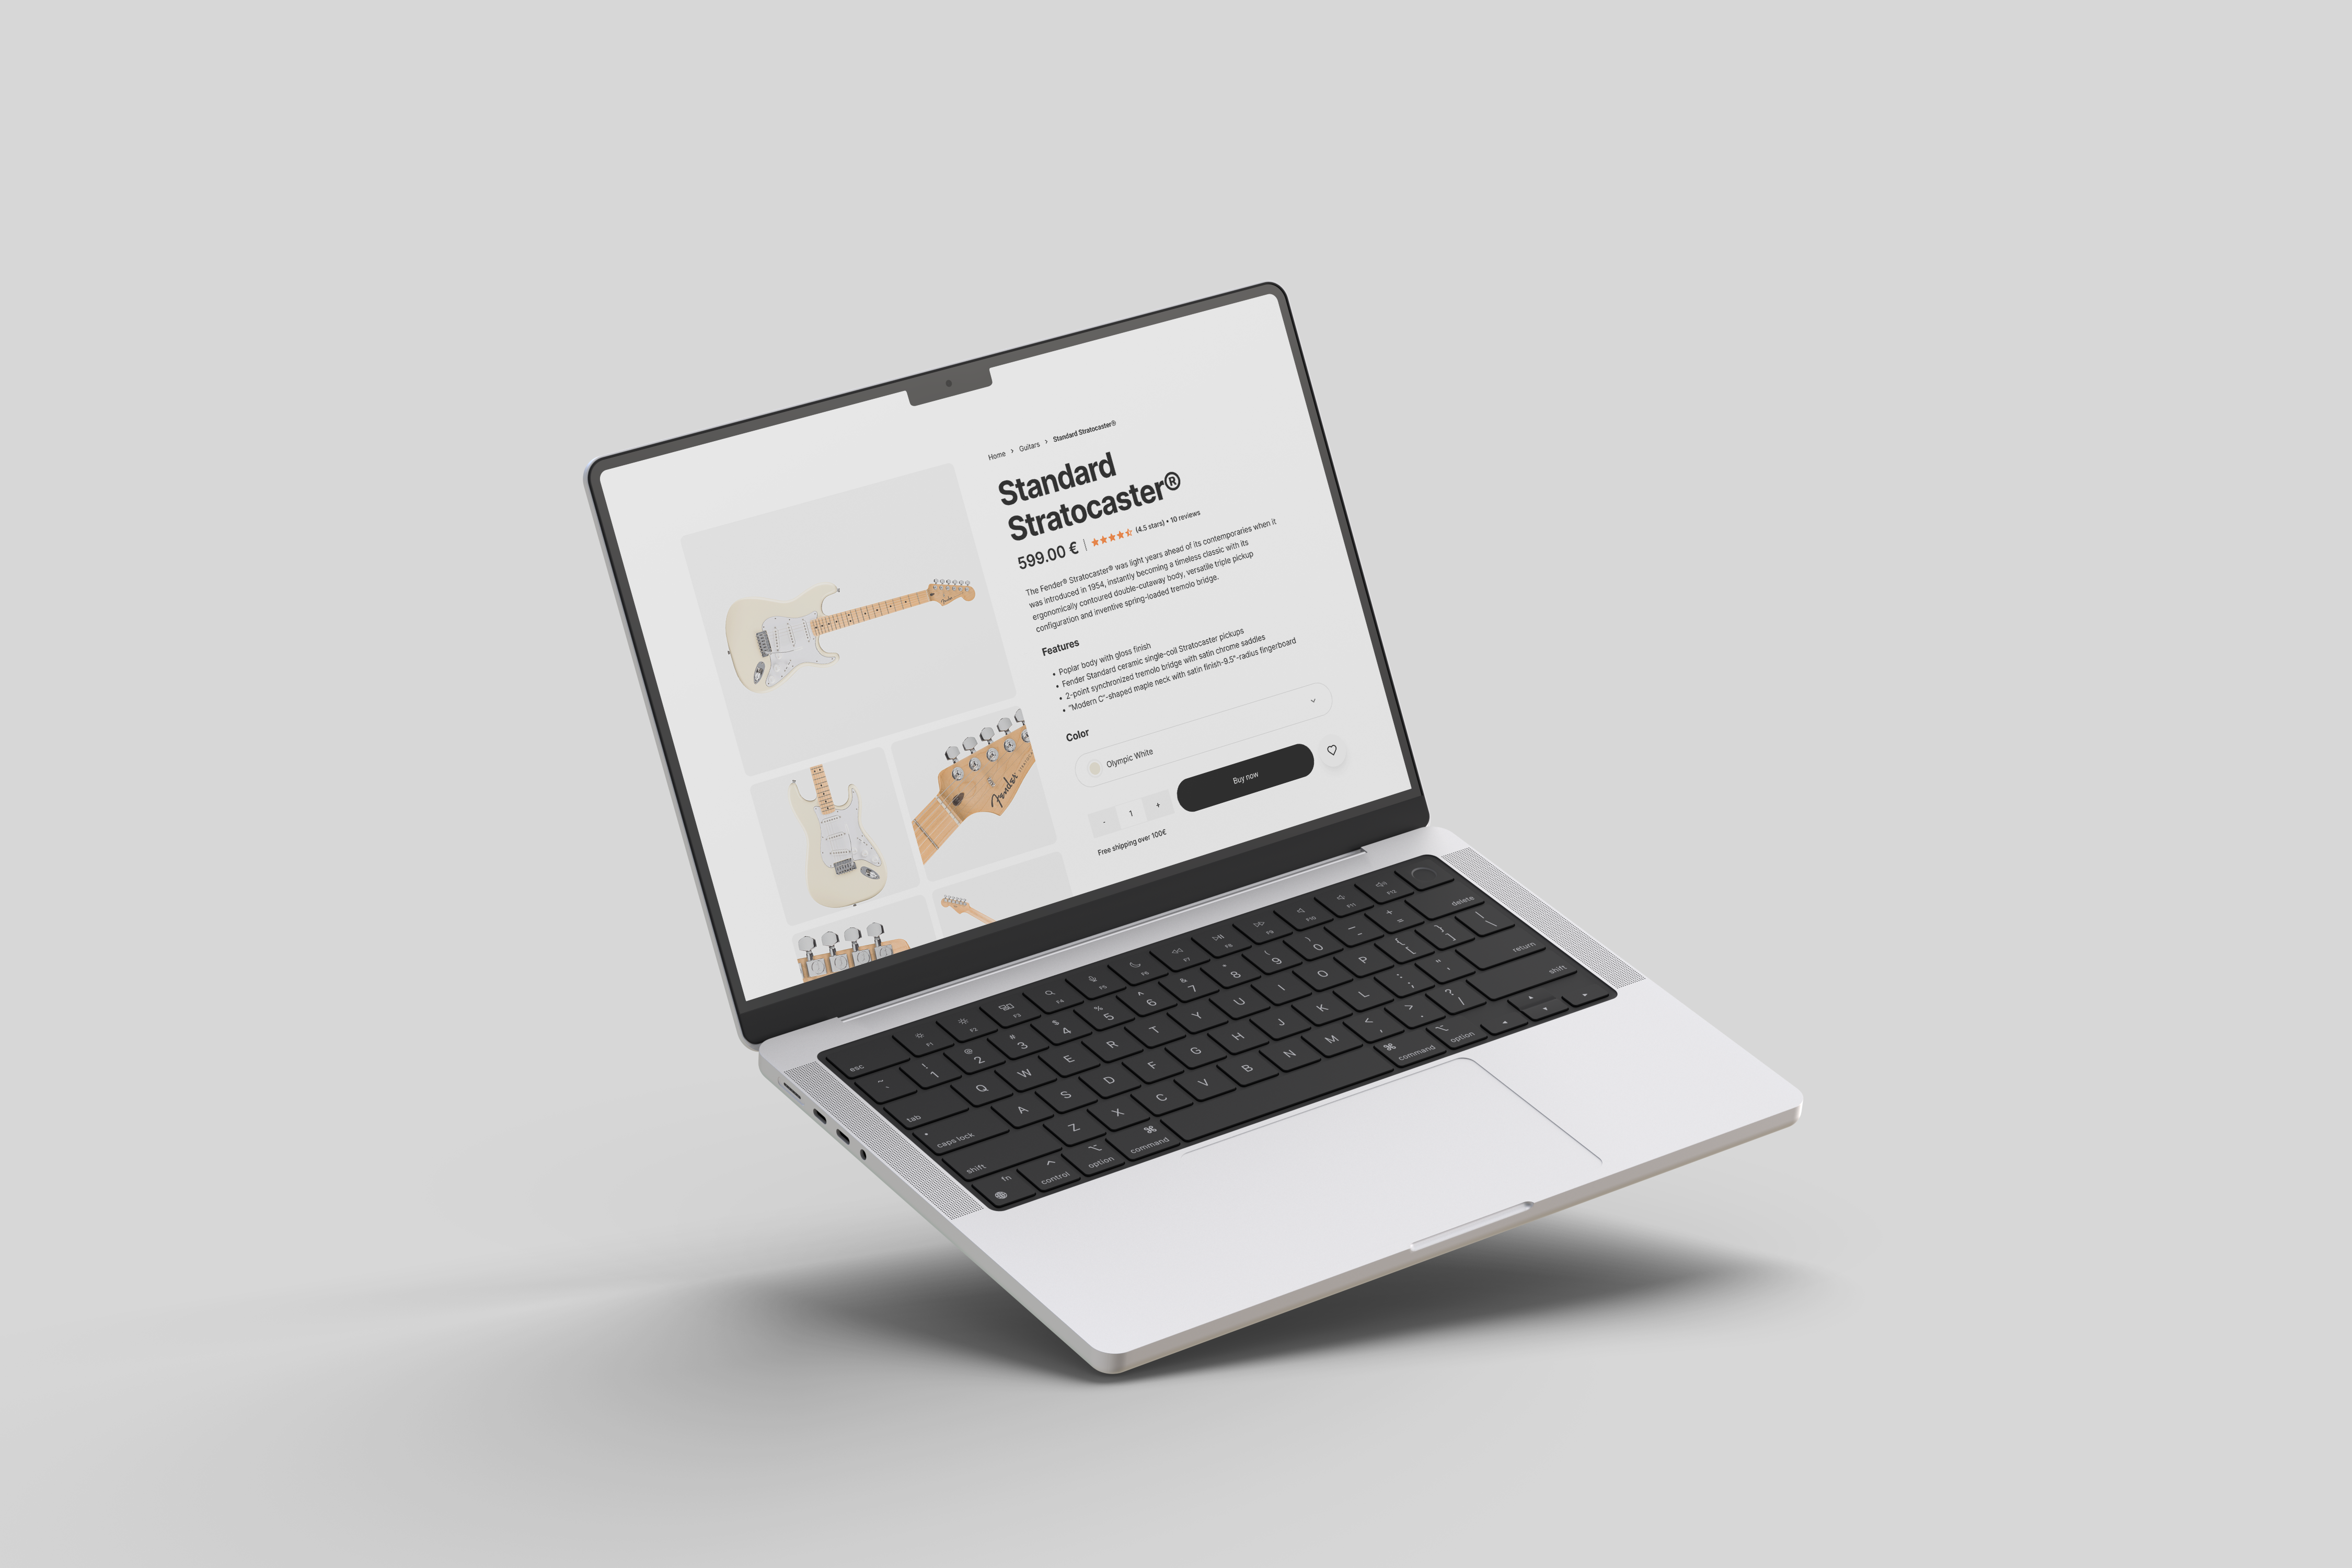 Home › Guitars › Standard Stratocaster®
Standard
Stratocaster®
599.00 € | (4.5 stars) • 10 reviews
The Fender® Stratocaster® was light years ahead of its contemporaries when it
was introduced in 1954, instantly becoming a timeless classic with its
ergonomically contoured double-cutaway body, versatile triple pickup
configuration and inventive spring-loaded tremolo bridge.
Features
• Poplar body with gloss finish
• Fender Standard ceramic single-coil Stratocaster pickups
• 2-point synchronized tremolo bridge with satin chrome saddles
• "Modern C"-shaped maple neck with satin finish-9.5"-radius fingerboard
Color
Olympic White
- 1 + Buy now
Free shipping over 100€
Fender
Fender
esc F1 F2 F3 F4 F5 F6 F7 F8 F9 F10 F11 F12
~ ` ! 1 @ 2 # 3 $ 4 % 5 ^ 6 & 7 * 8 ( 9 ) 0 — - + = delete
tab Q W E R T Y U I O P { [ } ] | \
caps lock A S D F G H J K L : ; " ' return
shift Z X C V B N M < , > . ? / shift
fn control option command command option